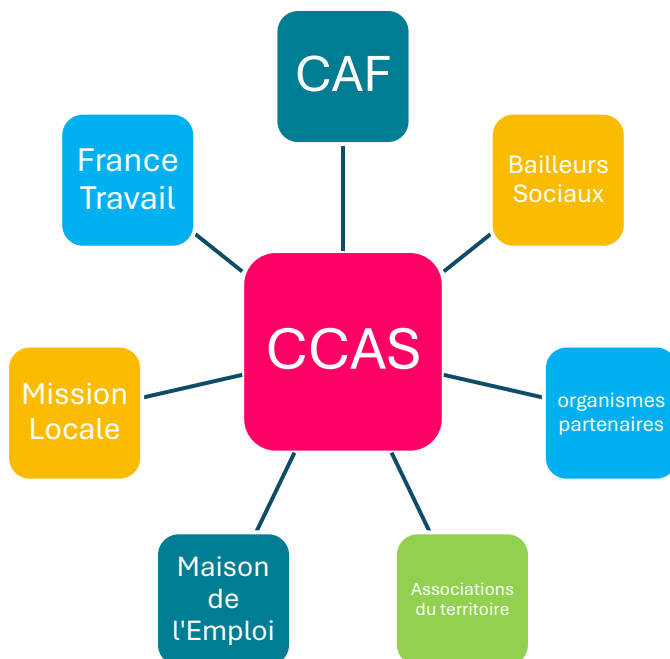 CAF
France
Travail
Bailleurs
Sociaux
CCAS
Mission
Locale
organismes
partenaires
Maison
de
l'Emploi
Associations
du territoire